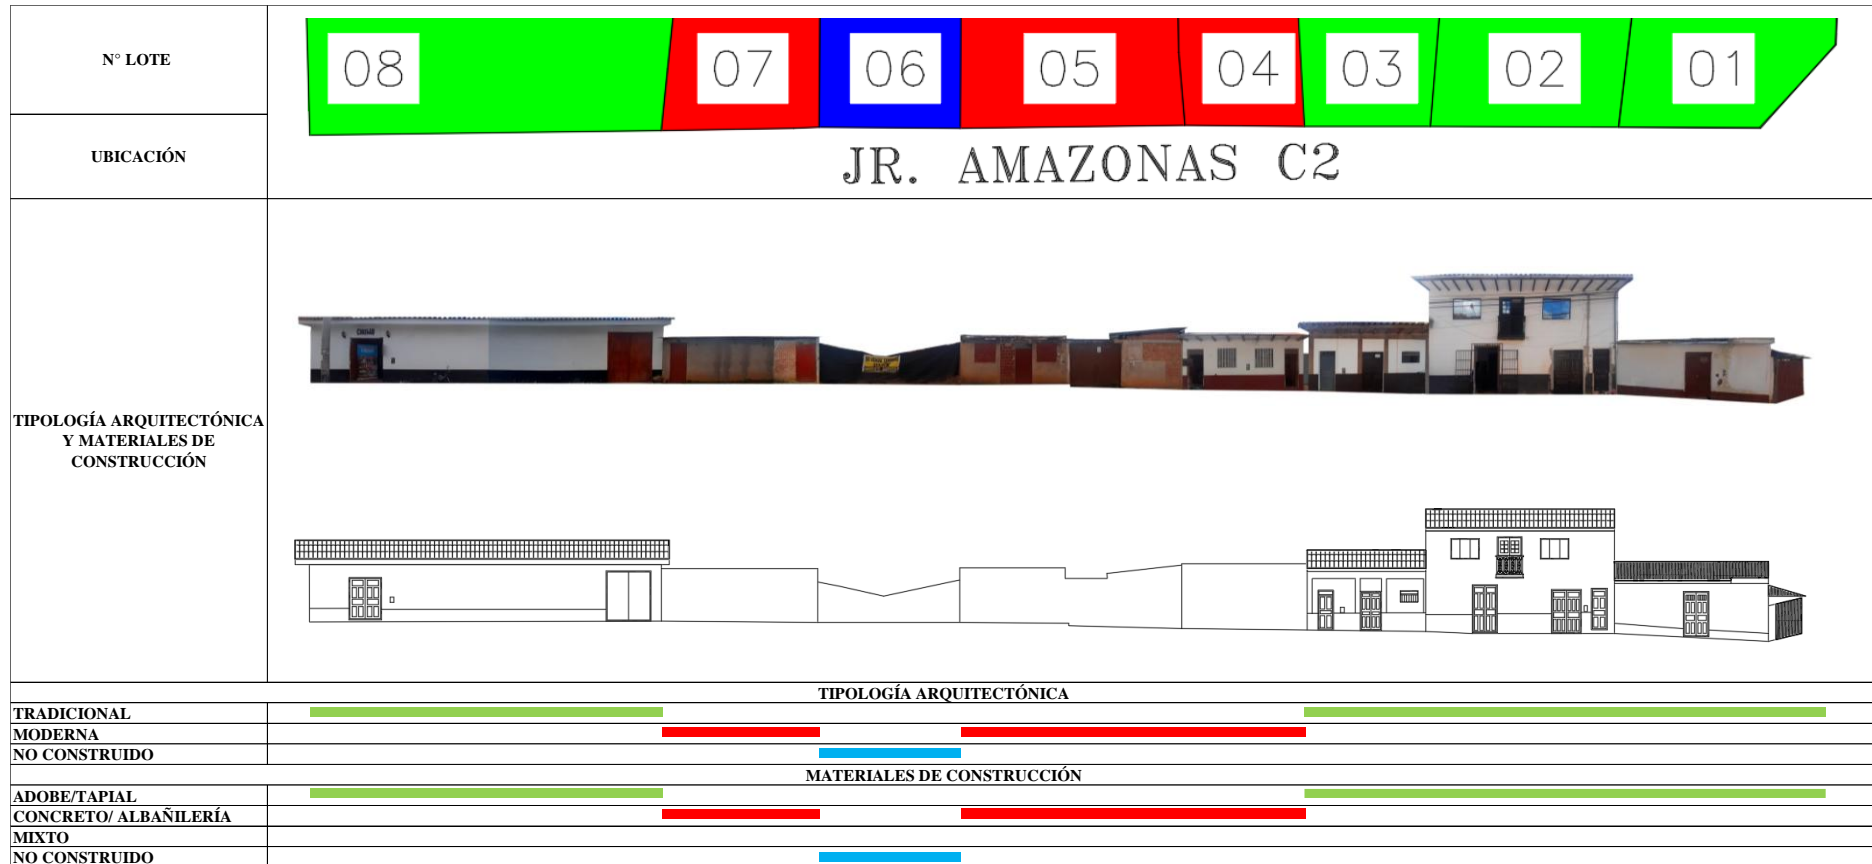 N° LOTE
08 07 06 05 04 03 02 01
UBICACIÓN
JR. AMAZONAS C2
TIPOLOGÍA ARQUITECTÓNICA
Y MATERIALES DE
CONSTRUCCIÓN
TIPOLOGÍA ARQUITECTÓNICA
TRADICIONAL
MODERNA
NO CONSTRUIDO
MATERIALES DE CONSTRUCCIÓN
ADOBE/TAPIAL
CONCRETO/ ALBAÑILERÍA
MIXTO
NO CONSTRUIDO